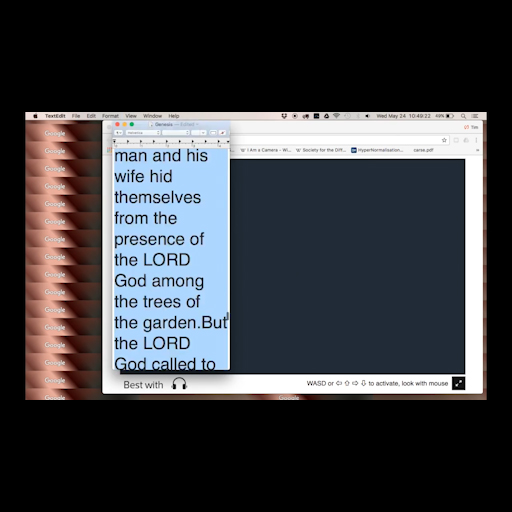 TextEdit File Edit Format View Window Help
Wed May 24 10:49:22
Genesis — Edited
Tim
I Am a Camera - Wi...
Society for the Diff...
HyperNormalisation...
carse.pdf
man and his
wife hid
themselves
from the
presence of
the LORD
God among
the trees of
the garden.But
the LORD
God called to
Best with
WASD or ⇦ ⇧ ⇨ ⇩ to activate, look with mouse
Google
Google
Google
Google
Google
Google
Google
Google
Google
Google
Google
Google
Google